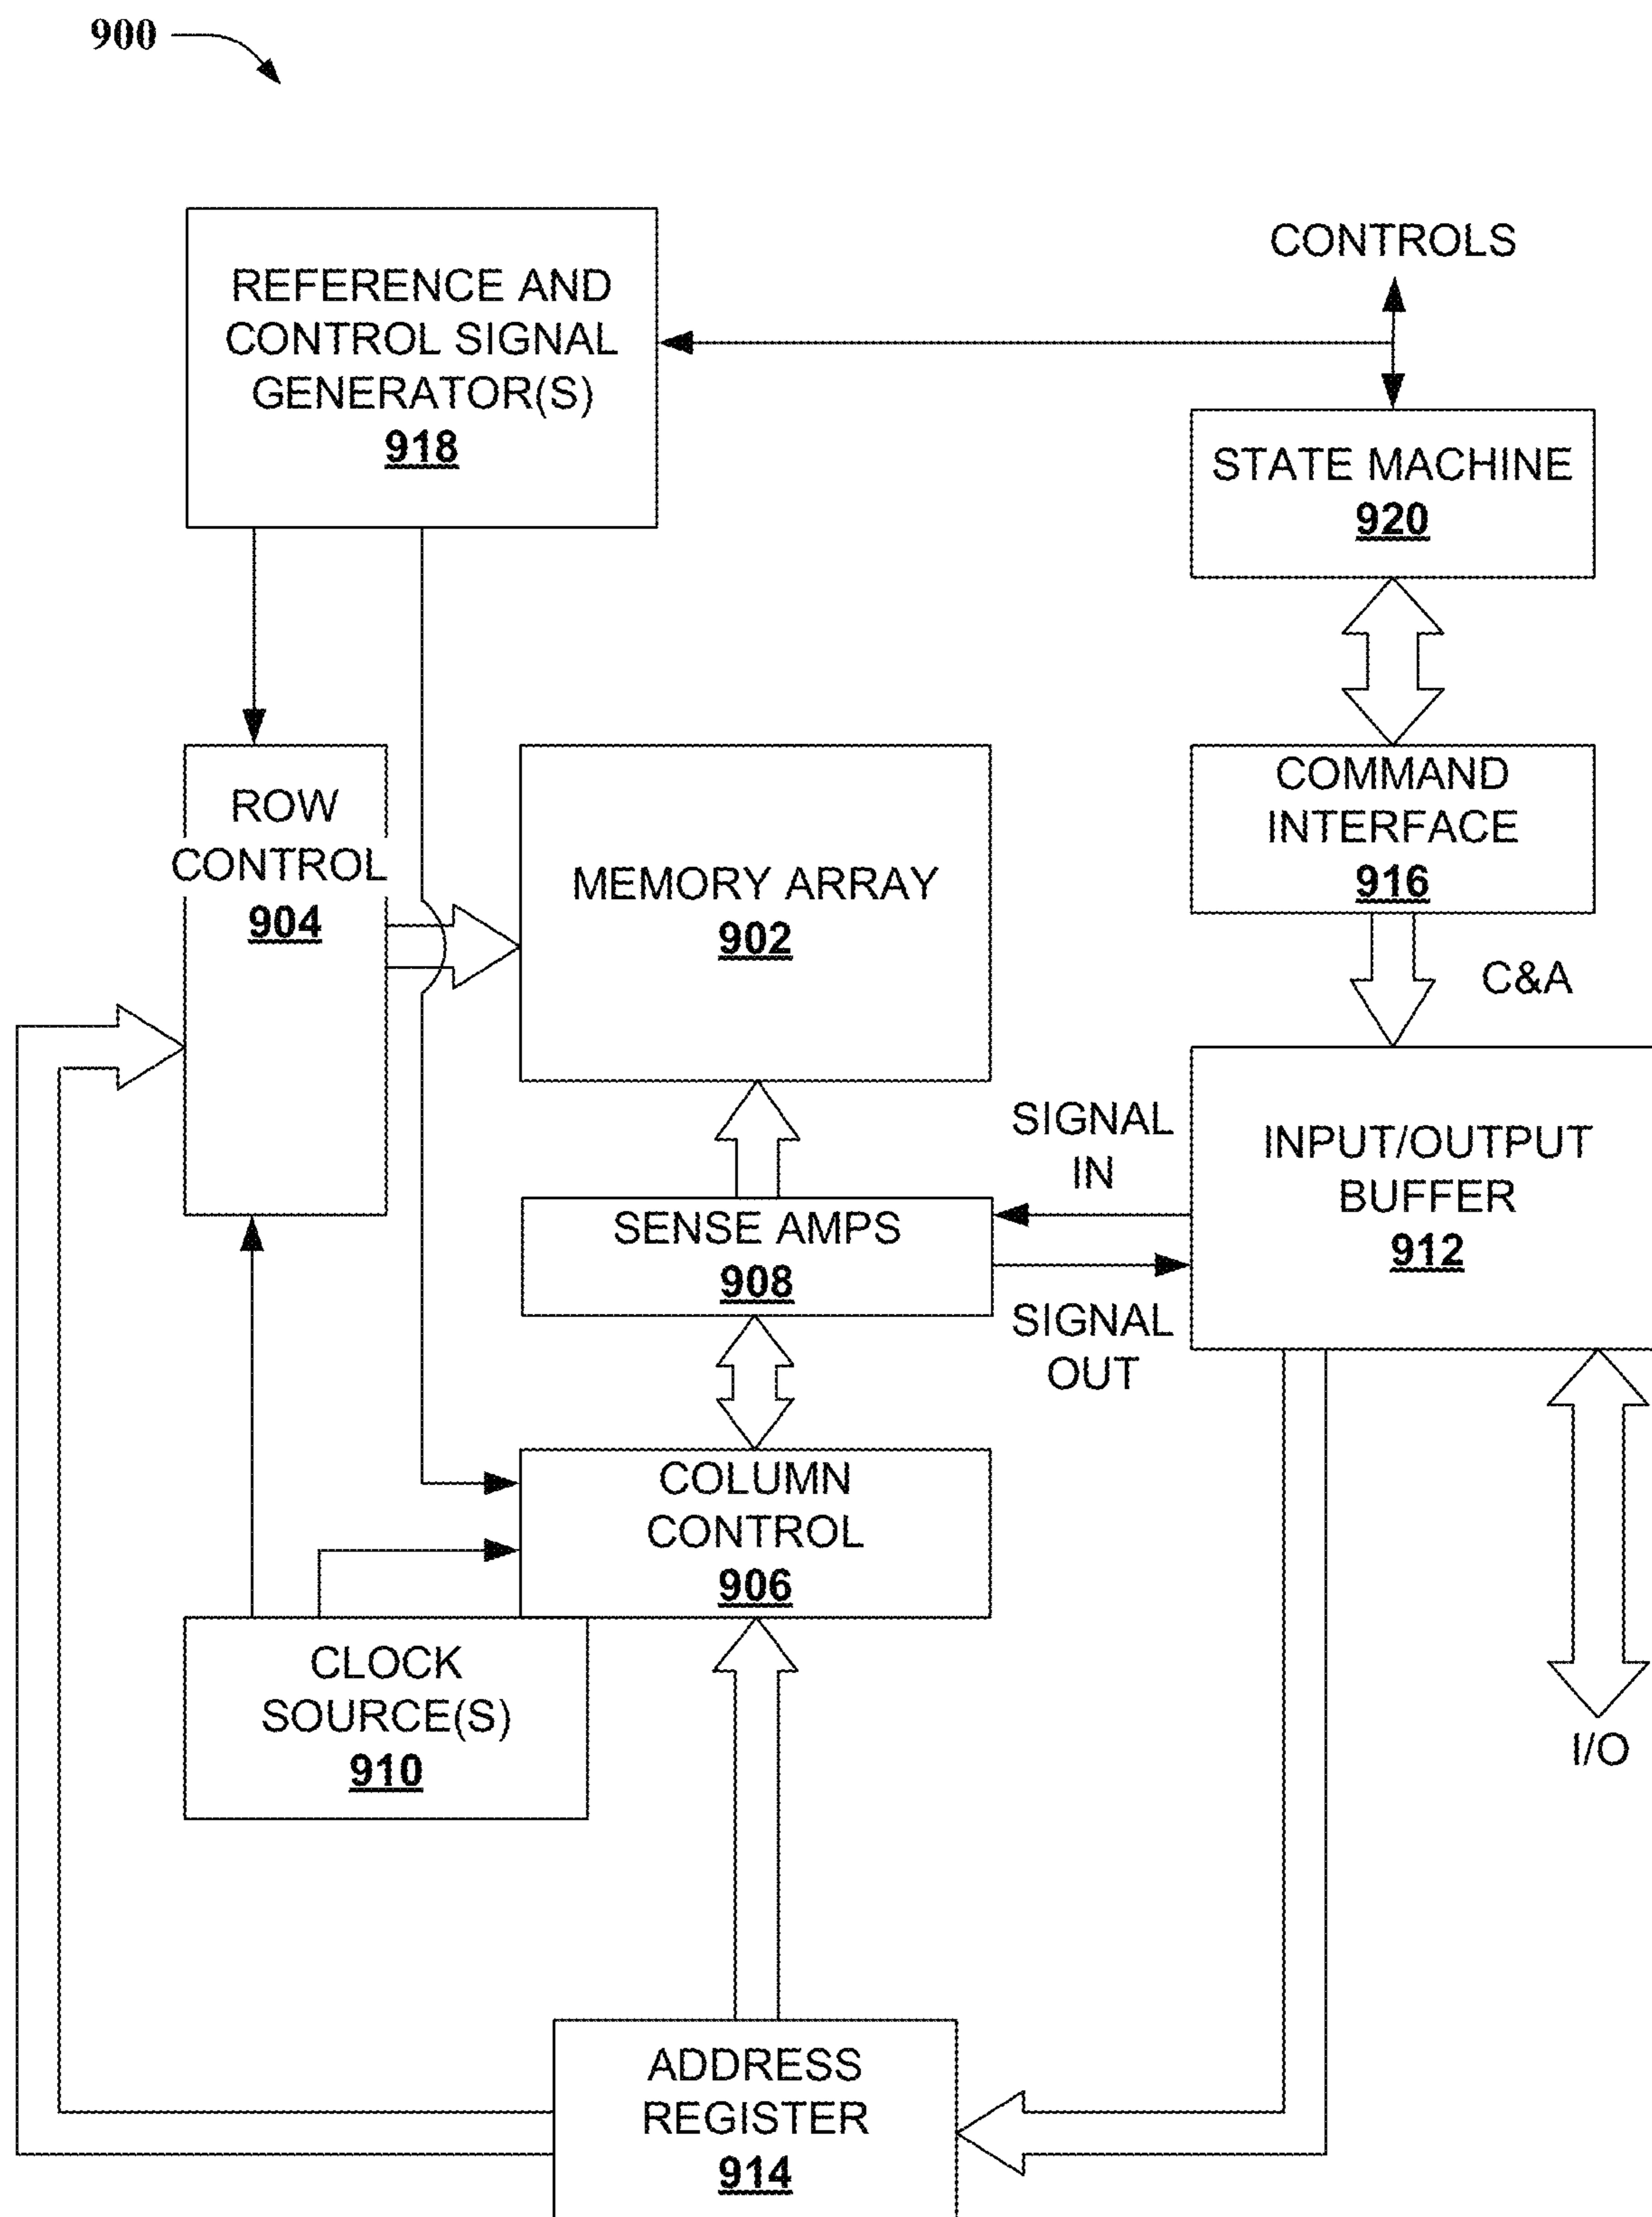 900
REFERENCE AND
CONTROL SIGNAL
GENERATOR(S)
918
CONTROLS
STATE MACHINE
920
ROW
CONTROL
904
MEMORY ARRAY
902
COMMAND
INTERFACE
916
C&A
SIGNAL
IN
INPUT/OUTPUT
BUFFER
912
SENSE AMPS
908
SIGNAL
OUT
COLUMN
CONTROL
906
CLOCK
SOURCE(S)
910
I/O
ADDRESS
REGISTER
914